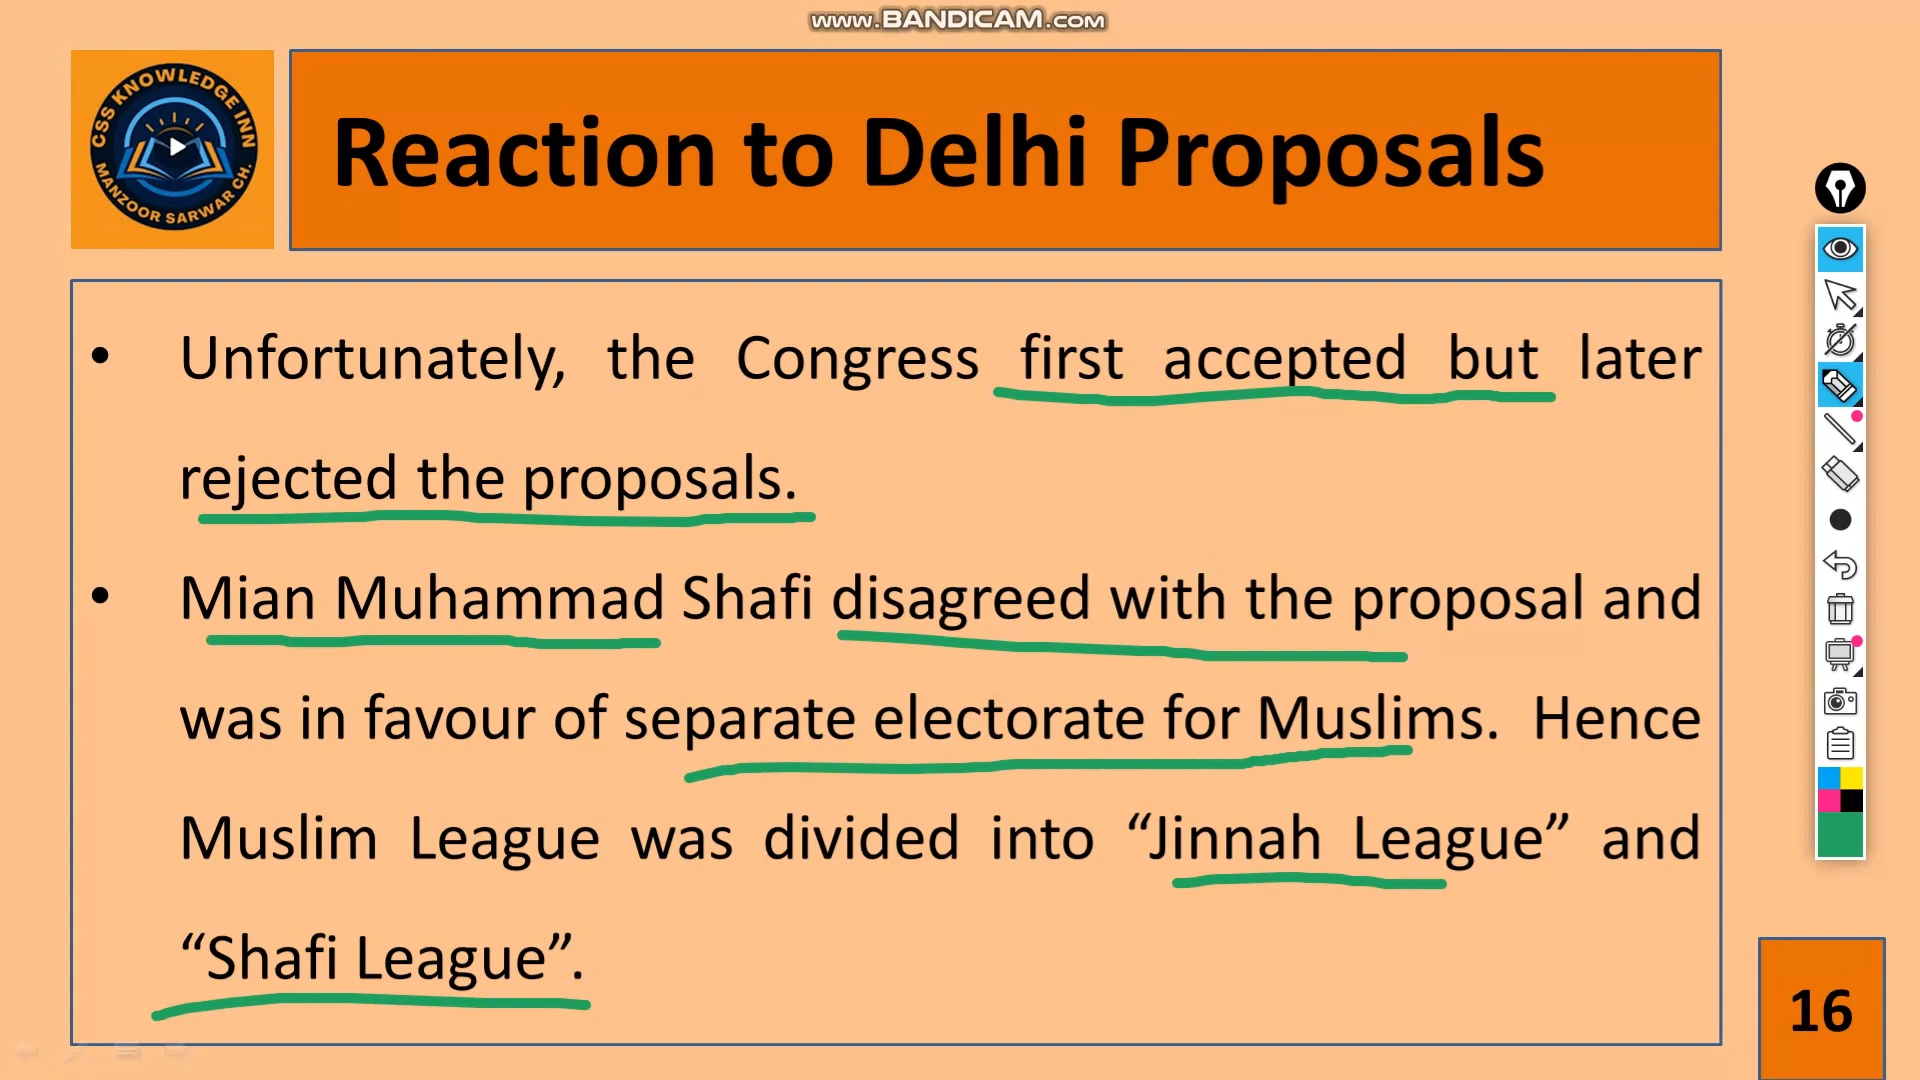 www.BANDICAM.com
CSS KNOWLEDGE INN
MANZOOR SARWAR CH.
Reaction to Delhi Proposals
• Unfortunately, the Congress first accepted but later
rejected the proposals.
• Mian Muhammad Shafi disagreed with the proposal and
was in favour of separate electorate for Muslims. Hence
Muslim League was divided into “Jinnah League” and
“Shafi League”.
16